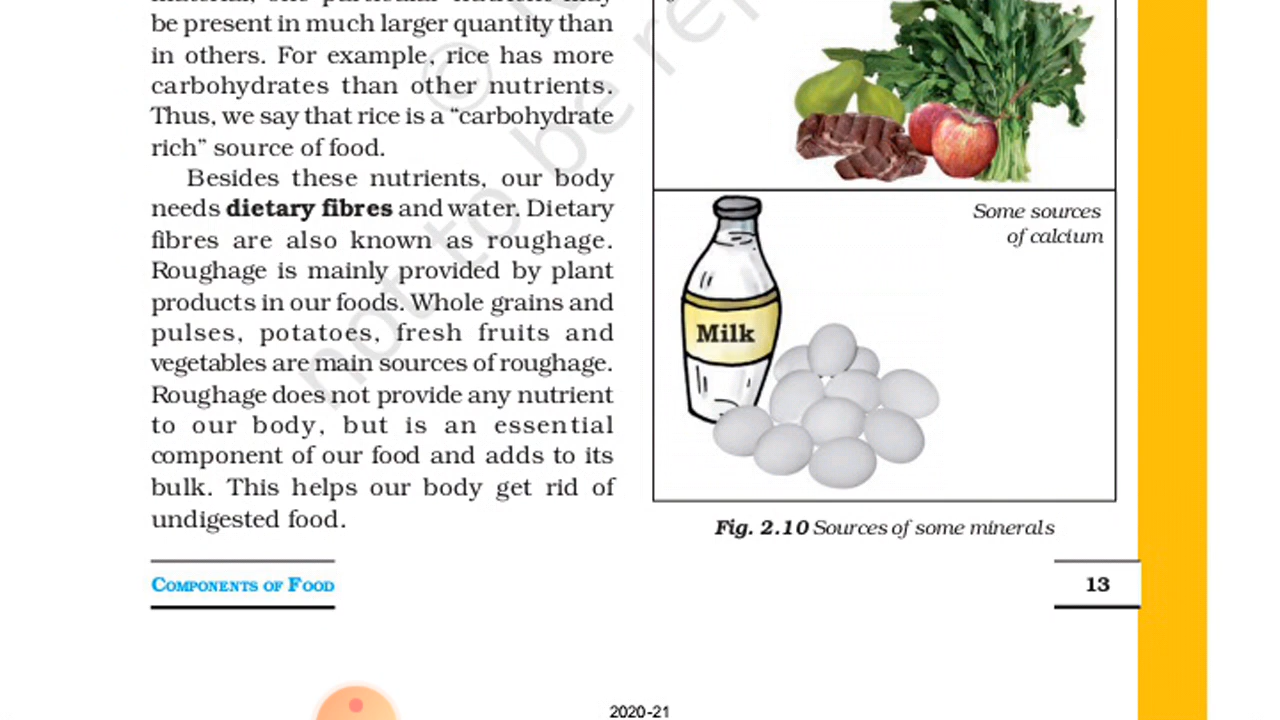 be present in much larger quantity than
in others. For example, rice has more
carbohydrates than other nutrients.
Thus, we say that rice is a “carbohydrate
rich” source of food.
Besides these nutrients, our body
needs dietary fibres and water. Dietary
fibres are also known as roughage.
Roughage is mainly provided by plant
products in our foods. Whole grains and
pulses, potatoes, fresh fruits and
vegetables are main sources of roughage.
Roughage does not provide any nutrient
to our body, but is an essential
component of our food and adds to its
bulk. This helps our body get rid of
undigested food.
Some sources
of calcium
Milk
Fig. 2.10 Sources of some minerals
COMPONENTS OF FOOD
13
2020-21
©
not to be